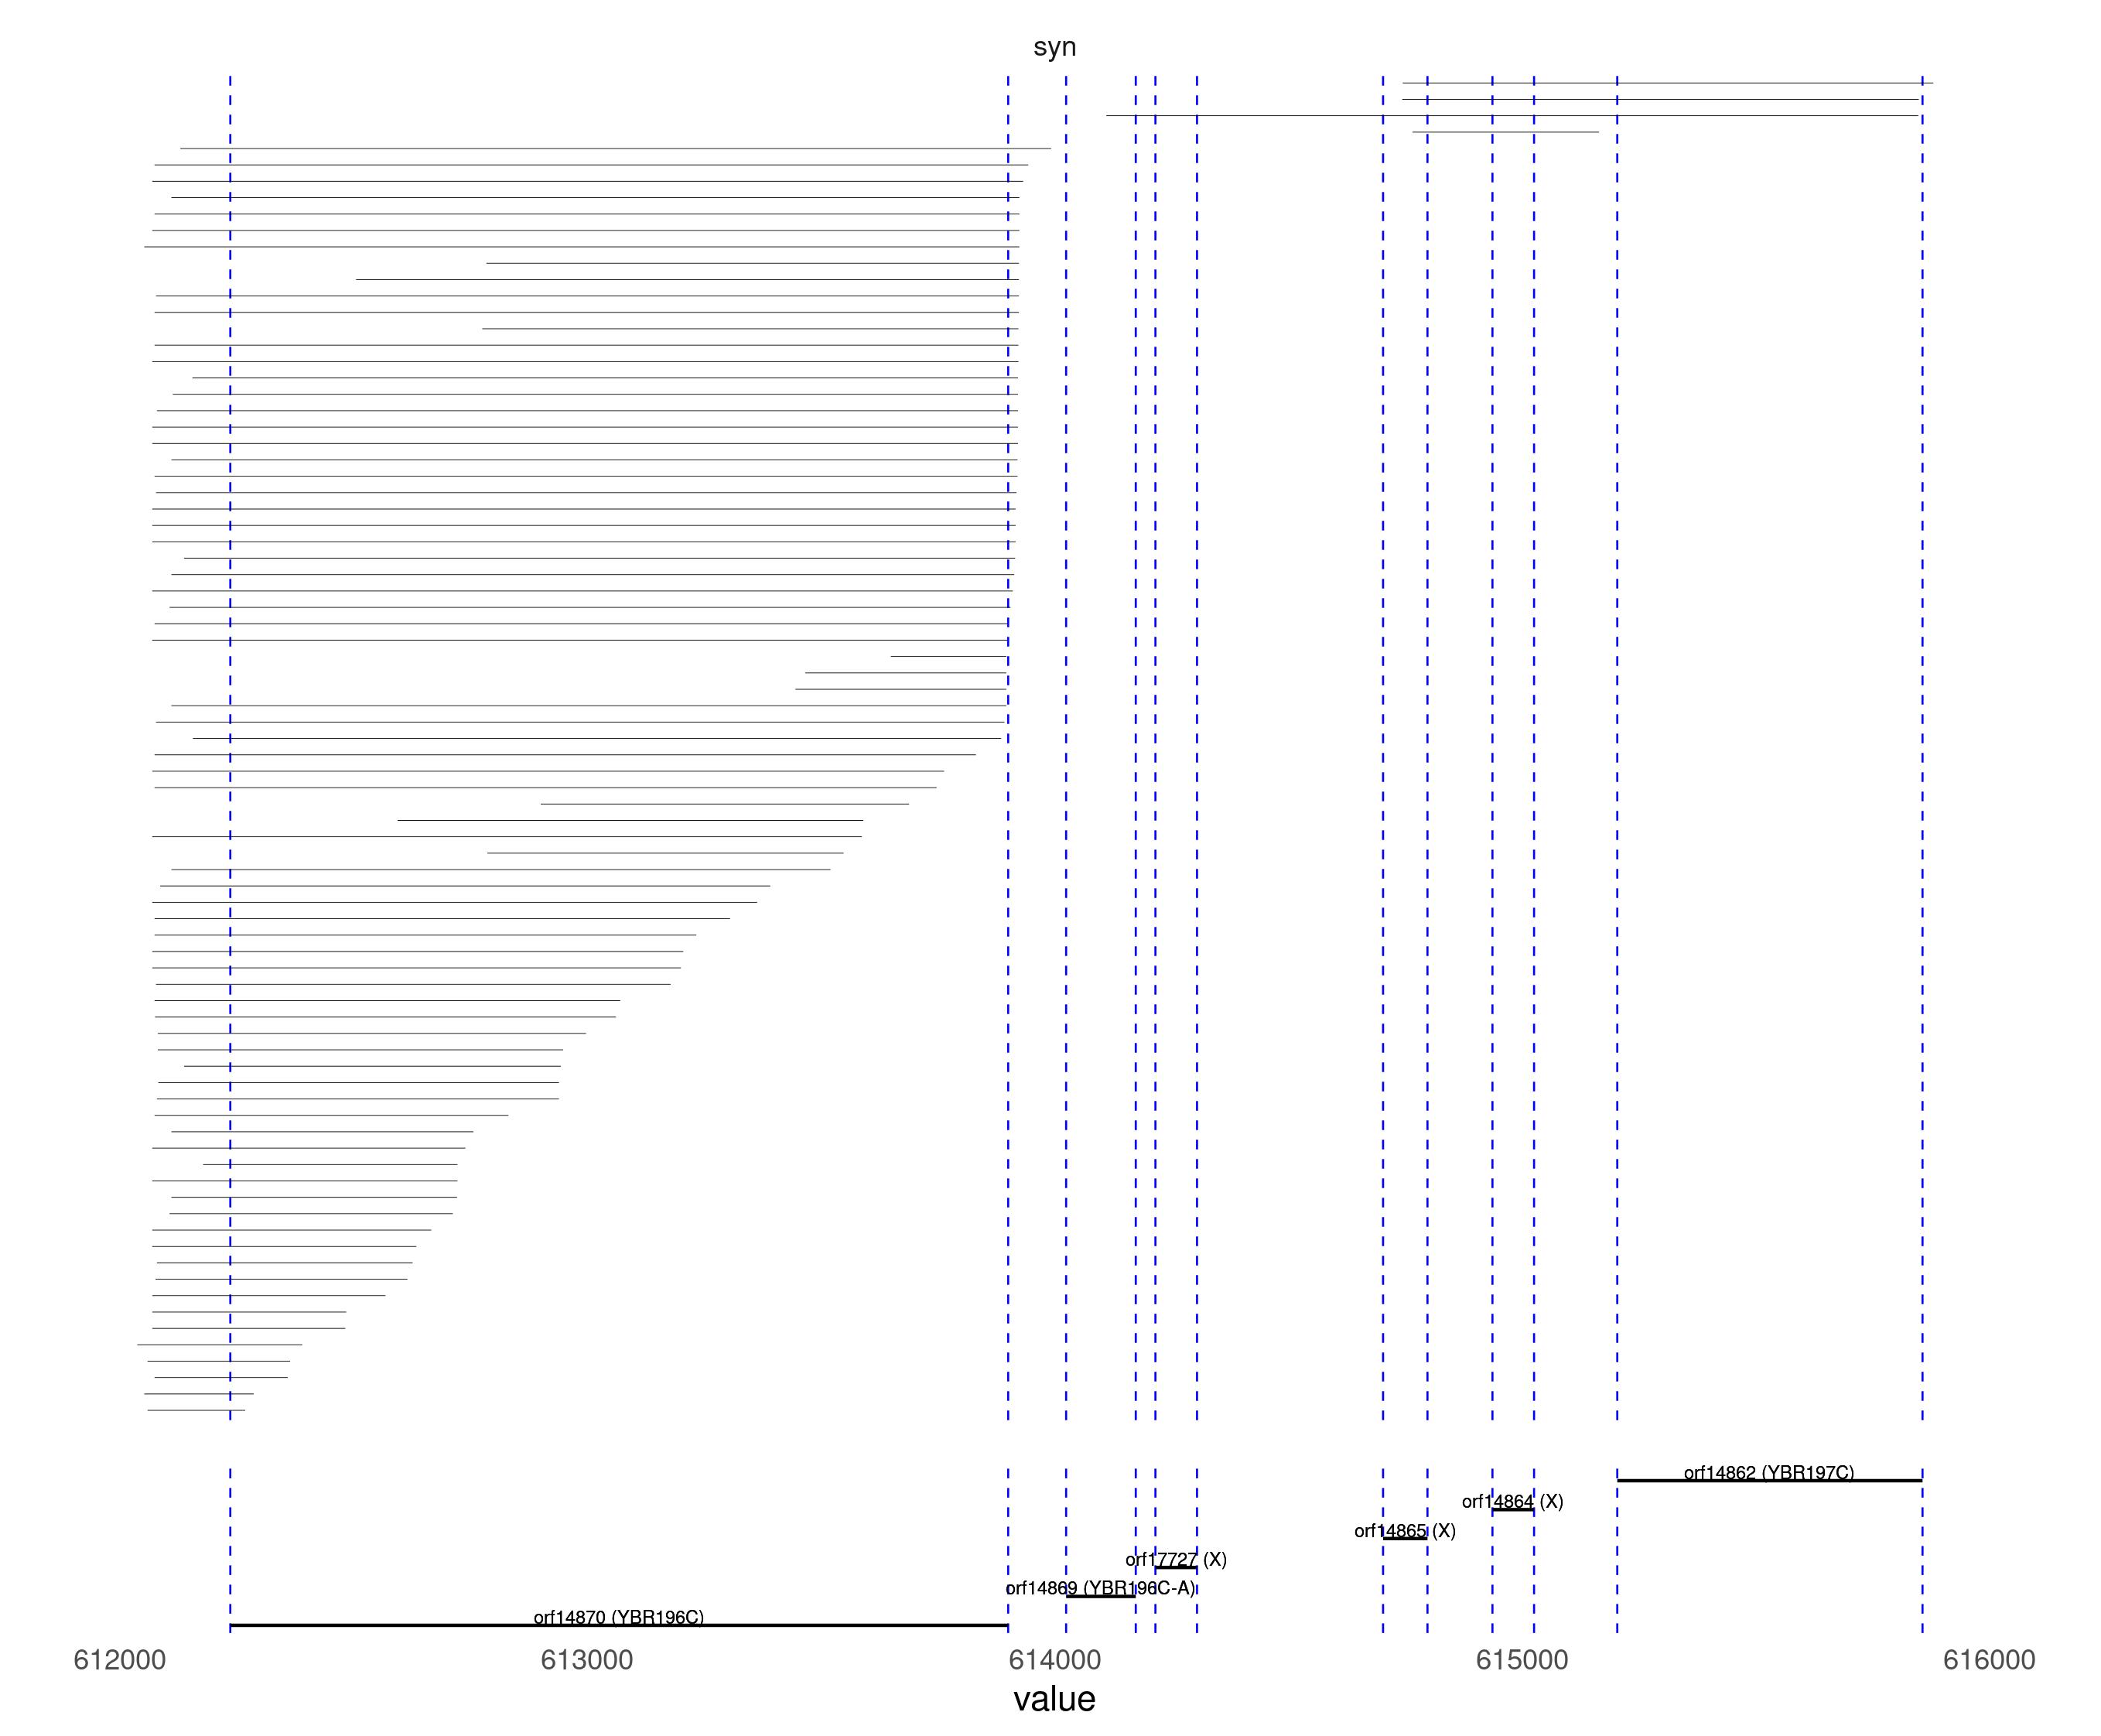 syn
orf14862 (YBR197C)
orf14864 (X)
orf14865 (X)
orf17727 (X)
orf14869 (YBR196C-A)
orf14870 (YBR196C)
612000 613000 614000 615000 616000
value